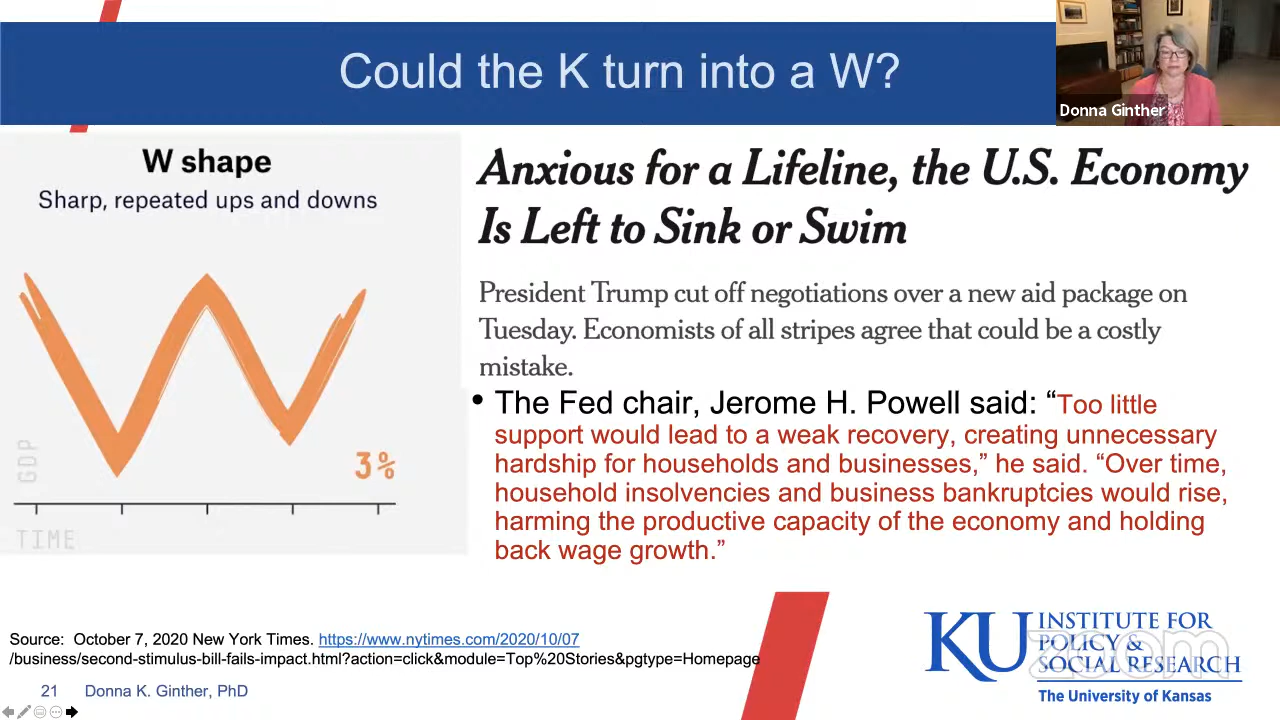 Could the K turn into a W?
Donna Ginther
W shape
Sharp, repeated ups and downs
GDP
3%
TIME
Anxious for a Lifeline, the U.S. Economy
Is Left to Sink or Swim
President Trump cut off negotiations over a new aid package on
Tuesday. Economists of all stripes agree that could be a costly
mistake.
• The Fed chair, Jerome H. Powell said: “Too little
support would lead to a weak recovery, creating unnecessary
hardship for households and businesses,” he said. “Over time,
household insolvencies and business bankruptcies would rise,
harming the productive capacity of the economy and holding
back wage growth.”
Source: October 7, 2020 New York Times. https://www.nytimes.com/2020/10/07
/business/second-stimulus-bill-fails-impact.html?action=click&module=Top%20Stories&pgtype=Homepage
21 Donna K. Ginther, PhD
KU INSTITUTE FOR
POLICY &
SOCIAL RESEARCH
The University of Kansas
zoom